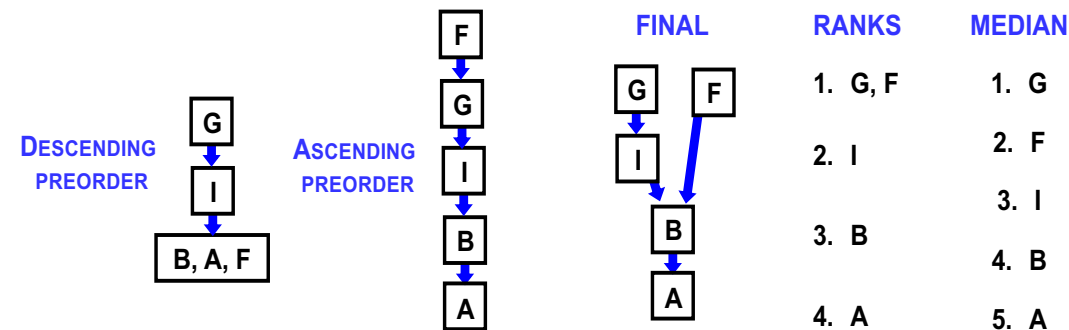 DESCENDING
PREORDER
G
I
B, A, F
ASCENDING
PREORDER
F
G
I
B
A
FINAL
G
F
I
B
A
RANKS
1. G, F
2. I
3. B
4. A
MEDIAN
1. G
2. F
3. I
4. B
5. A